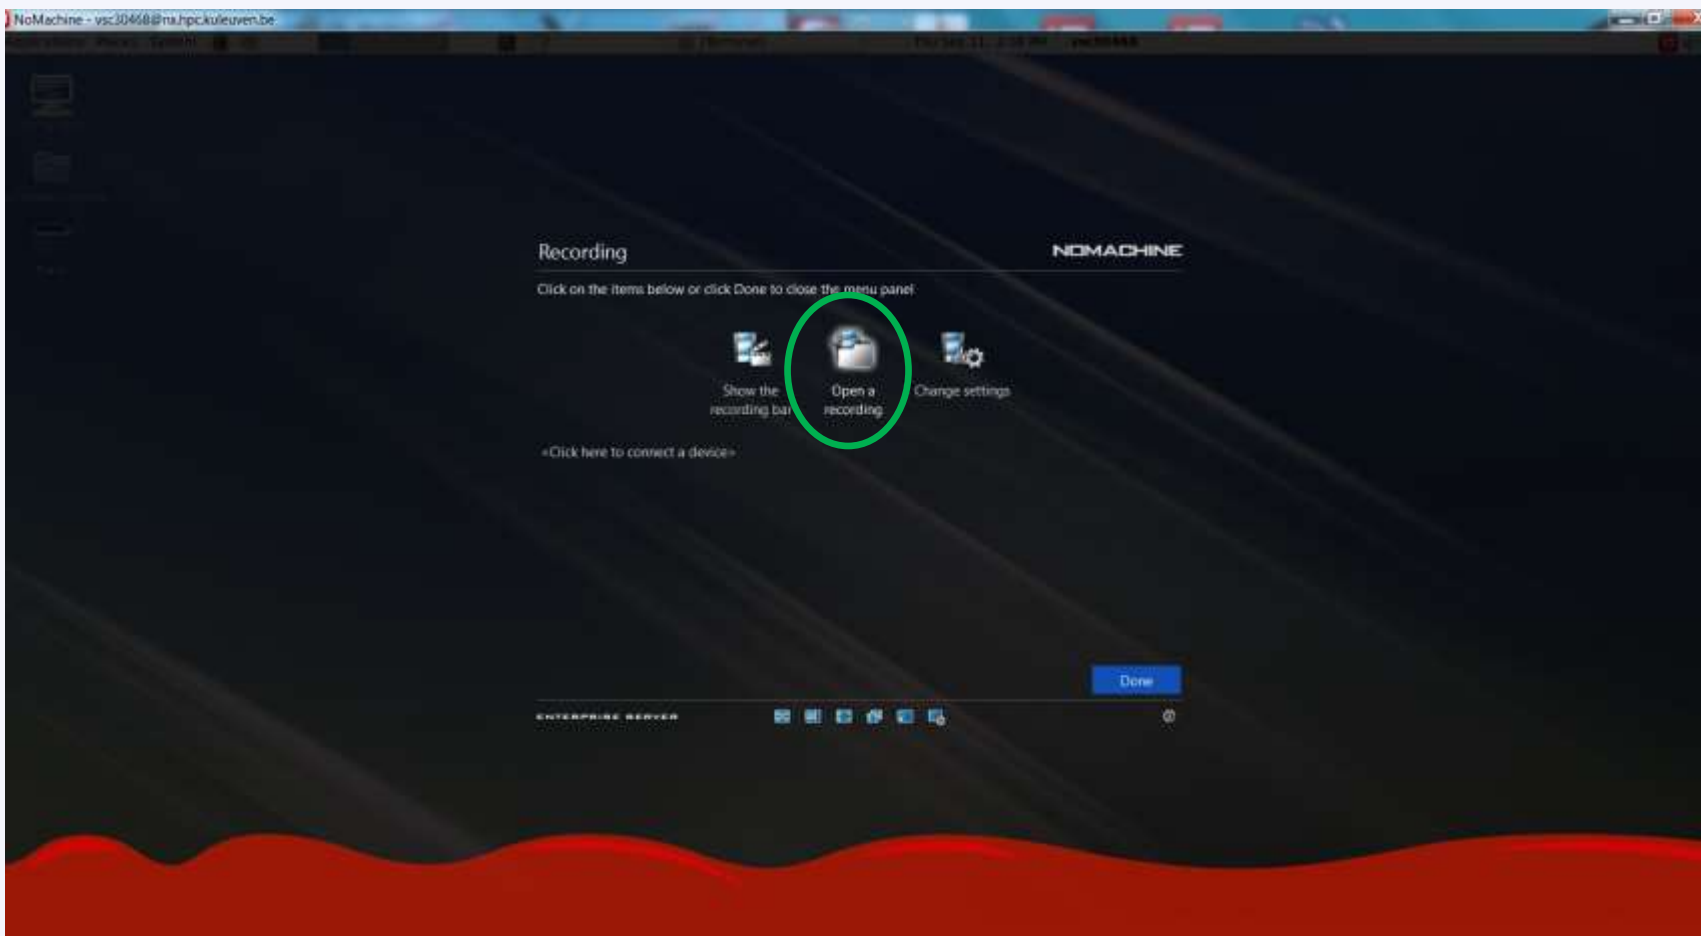 NoMachine - vsc30468@nx.hpc.kuleuven.be
Recording
NOMACHINE
Click on the items below or click Done to close the menu panel
Show the
recording bar
Open a
recording
Change settings
<Click here to connect a device>
Done
ENTERPRISE SERVER